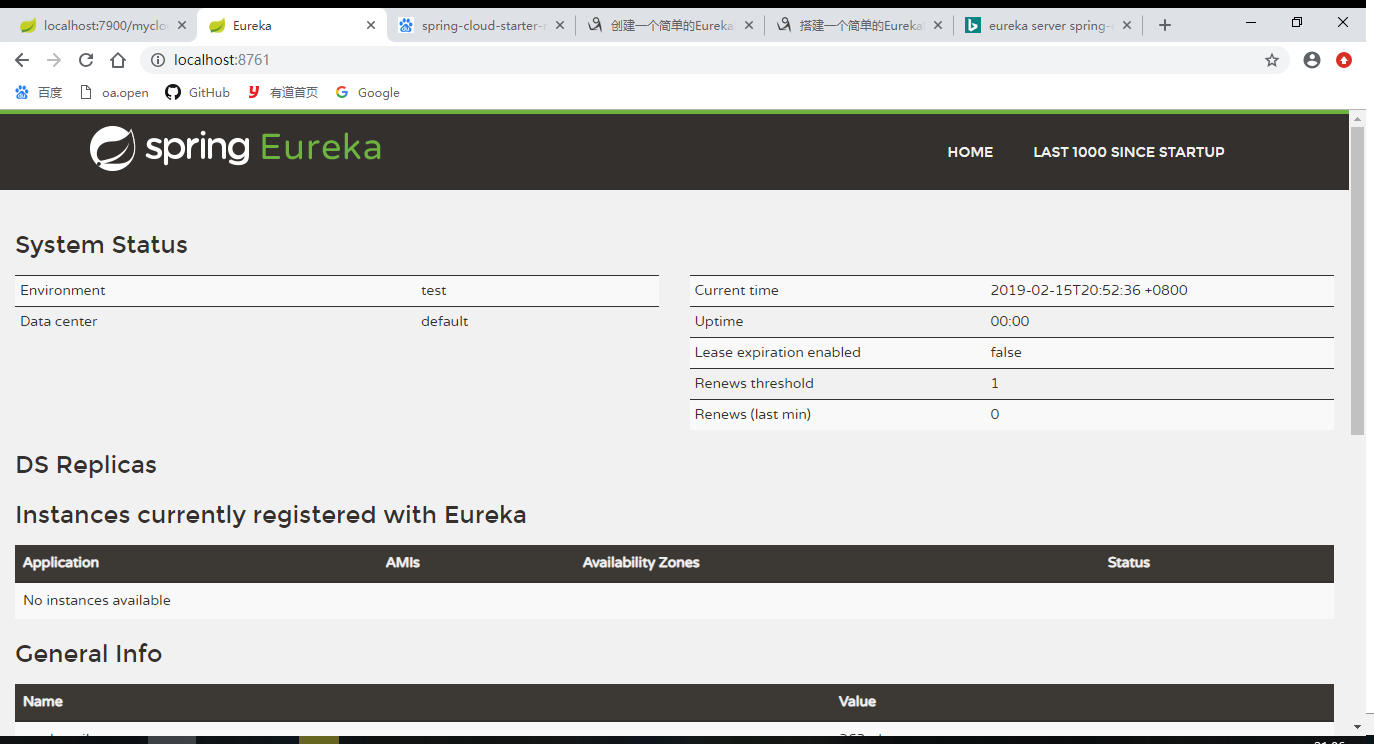 localhost:7900/myclo
Eureka
spring-cloud-starter-
创建一个简单的Eureka
搭建一个简单的Eureka
eureka server spring-
localhost:8761
百度
oa.open
GitHub
有道首页
Google
spring Eureka
HOME
LAST 1000 SINCE STARTUP
System Status
Environment test
Data center default
Current time 2019-02-15T20:52:36 +0800
Uptime 00:00
Lease expiration enabled false
Renews threshold 1
Renews (last min) 0
DS Replicas
Instances currently registered with Eureka
Application AMIs Availability Zones Status
No instances available
General Info
Name Value